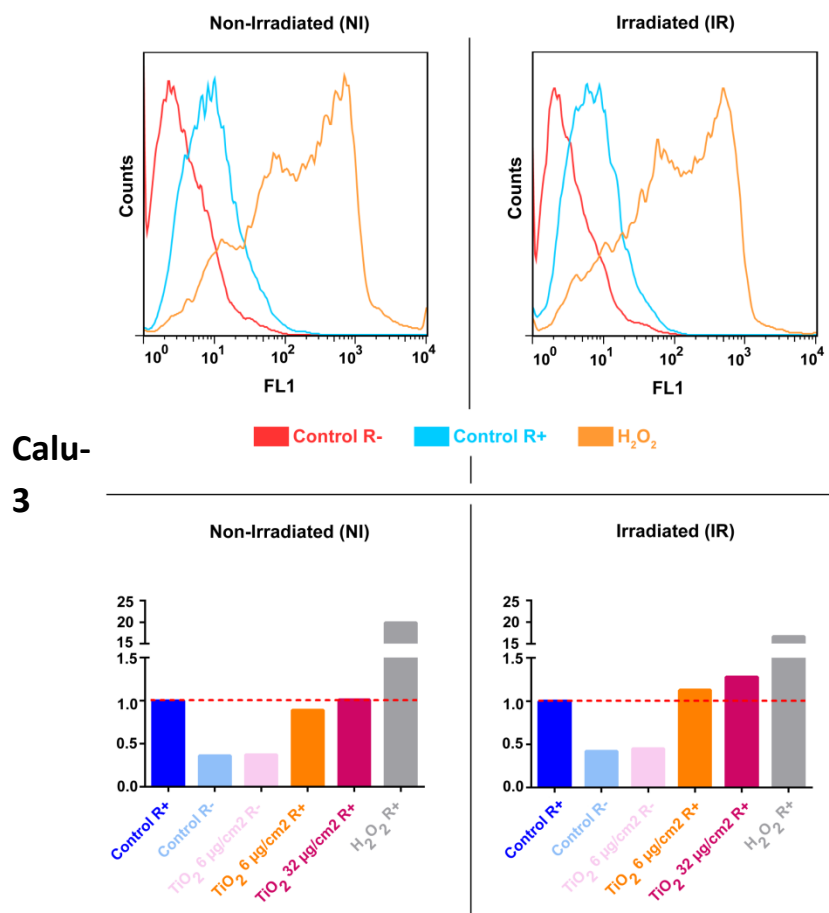 Non-Irradiated (NI)
Irradiated (IR)
Counts
10⁰ 10¹ 10² 10³ 10⁴
FL1
Counts
10⁰ 10¹ 10² 10³ 10⁴
FL1
Control R- Control R+ H₂O₂
Calu-
3
Non-Irradiated (NI)
Irradiated (IR)
25
20
15
1.5
1.0
0.5
0.0
Control R+
Control R-
TiO₂ 6 µg/cm2 R-
TiO₂ 6 µg/cm2 R+
TiO₂ 32 µg/cm2 R+
H₂O₂ R+
25
20
15
1.5
1.0
0.5
0.0
Control R+
Control R-
TiO₂ 6 µg/cm2 R-
TiO₂ 6 µg/cm2 R+
TiO₂ 32 µg/cm2 R+
H₂O₂ R+